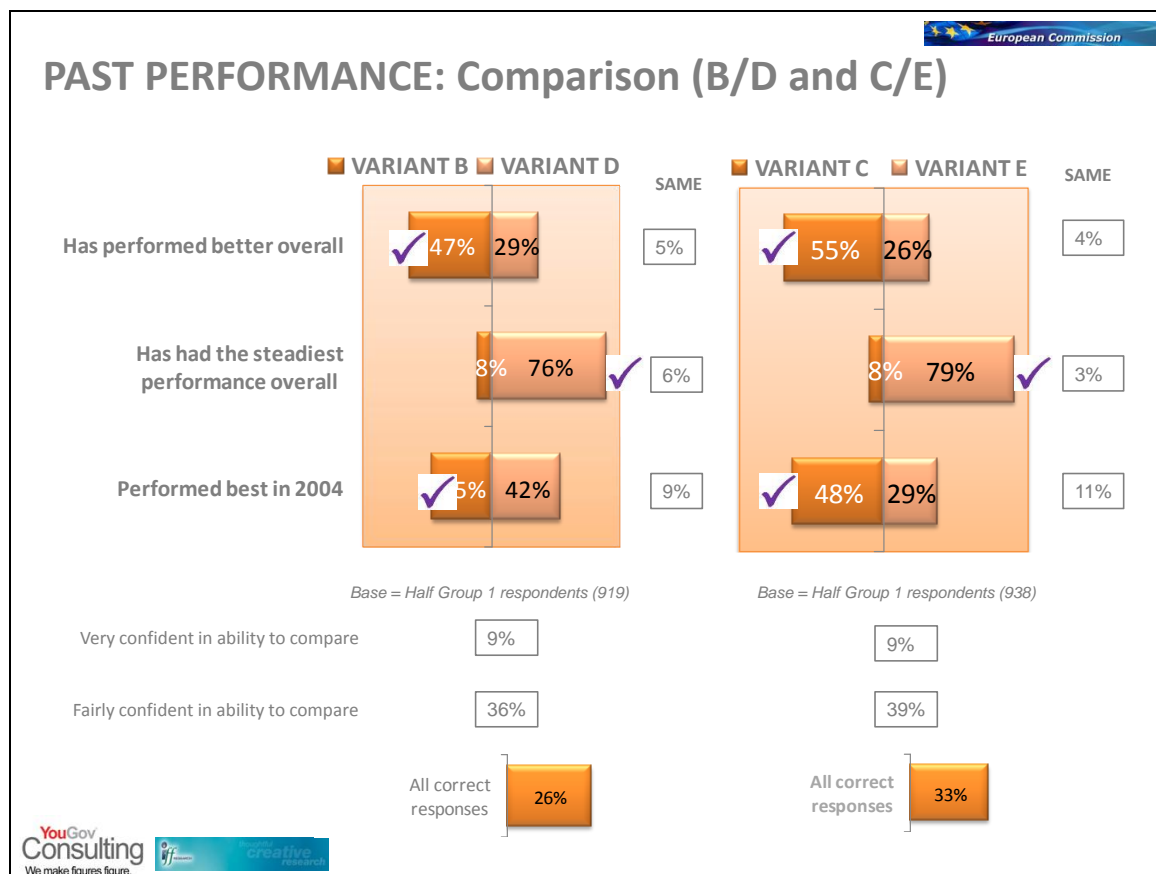 European Commission
PAST PERFORMANCE: Comparison (B/D and C/E)
VARIANT B VARIANT D
SAME
VARIANT C VARIANT E
SAME
Has performed better overall
47% 29%
5%
55% 26%
4%
Has had the steadiest
performance overall
8% 76%
6%
8% 79%
3%
Performed best in 2004
5% 42%
9%
48% 29%
11%
Base = Half Group 1 respondents (919)
Base = Half Group 1 respondents (938)
Very confident in ability to compare
9%
9%
Fairly confident in ability to compare
36%
39%
All correct
responses
26%
All correct
responses
33%
YouGov
Consulting
We make figures figure.
iff
RESEARCH
thoughtful
creative
research